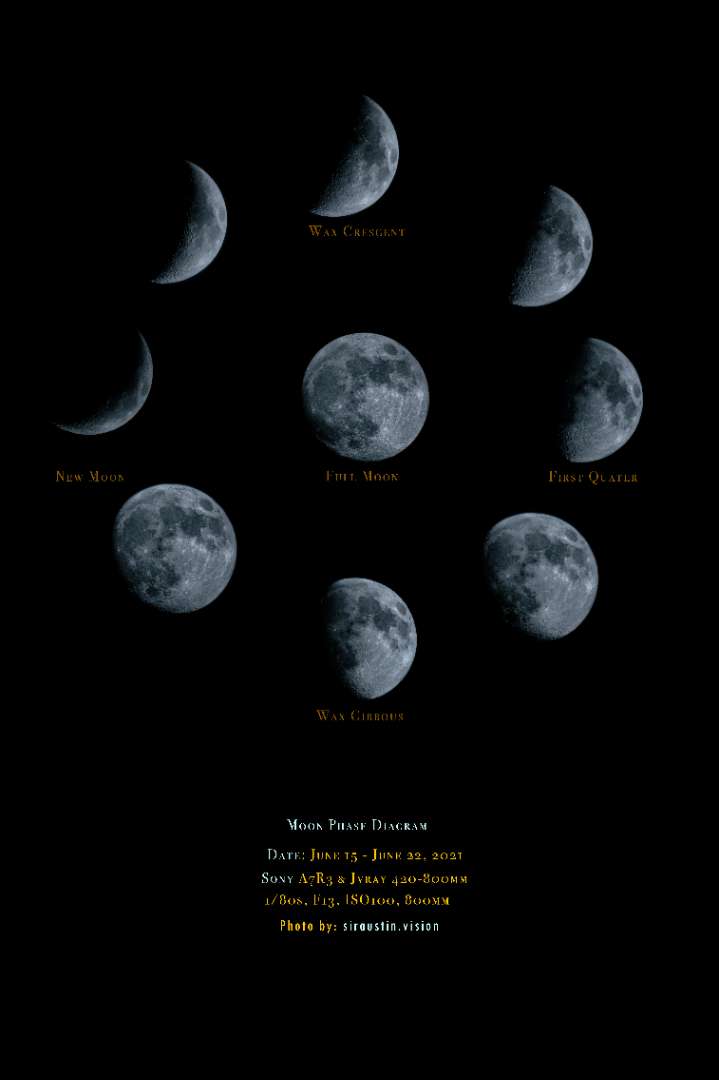 Wax Crescent
New Moon
Full Moon
First Quater
Wax Gibbous
Moon Phase Diagram
Date: June 15 - June 22, 2021
Sony A7R3 & Jvray 420-800mm
1/80s, F13, ISO100, 800mm
Photo by: siraustin.vision